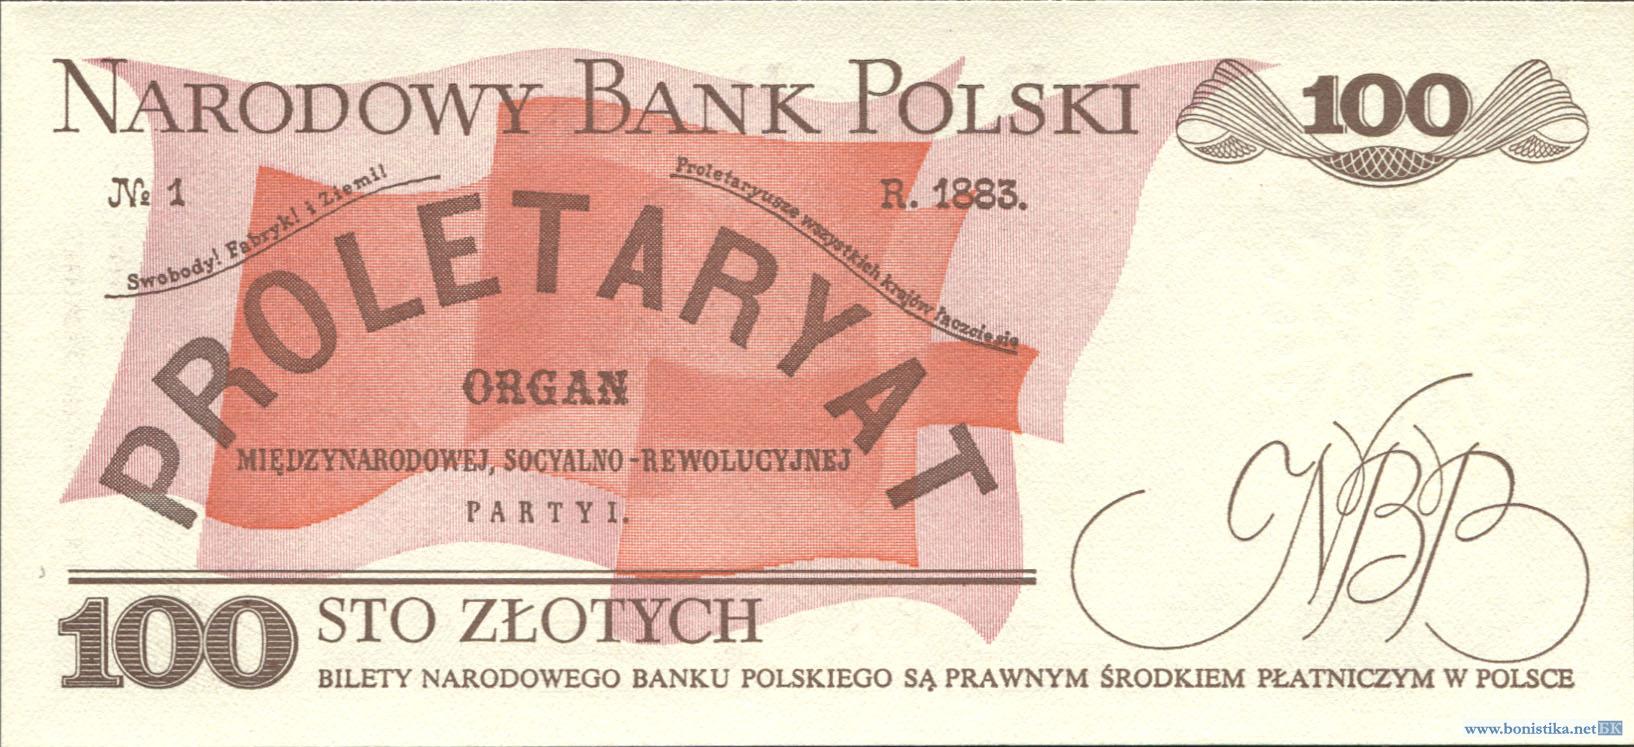 NARODOWY BANK POLSKI
100
№ 1
R. 1883.
Swobody! Fabryk! i Ziemi!
Proletaryusze wszystkich krajów łączcie się
PROLETARYAT
ORGAN
MIĘDZYNARODOWEJ, SOCYALNO-REWOLUCYJNEJ
PARTYI.
NBP
100
STO ZŁOTYCH
BILETY NARODOWEGO BANKU POLSKIEGO SĄ PRAWNYM ŚRODKIEM PŁATNICZYM W POLSCE
www.bonistika.netБК